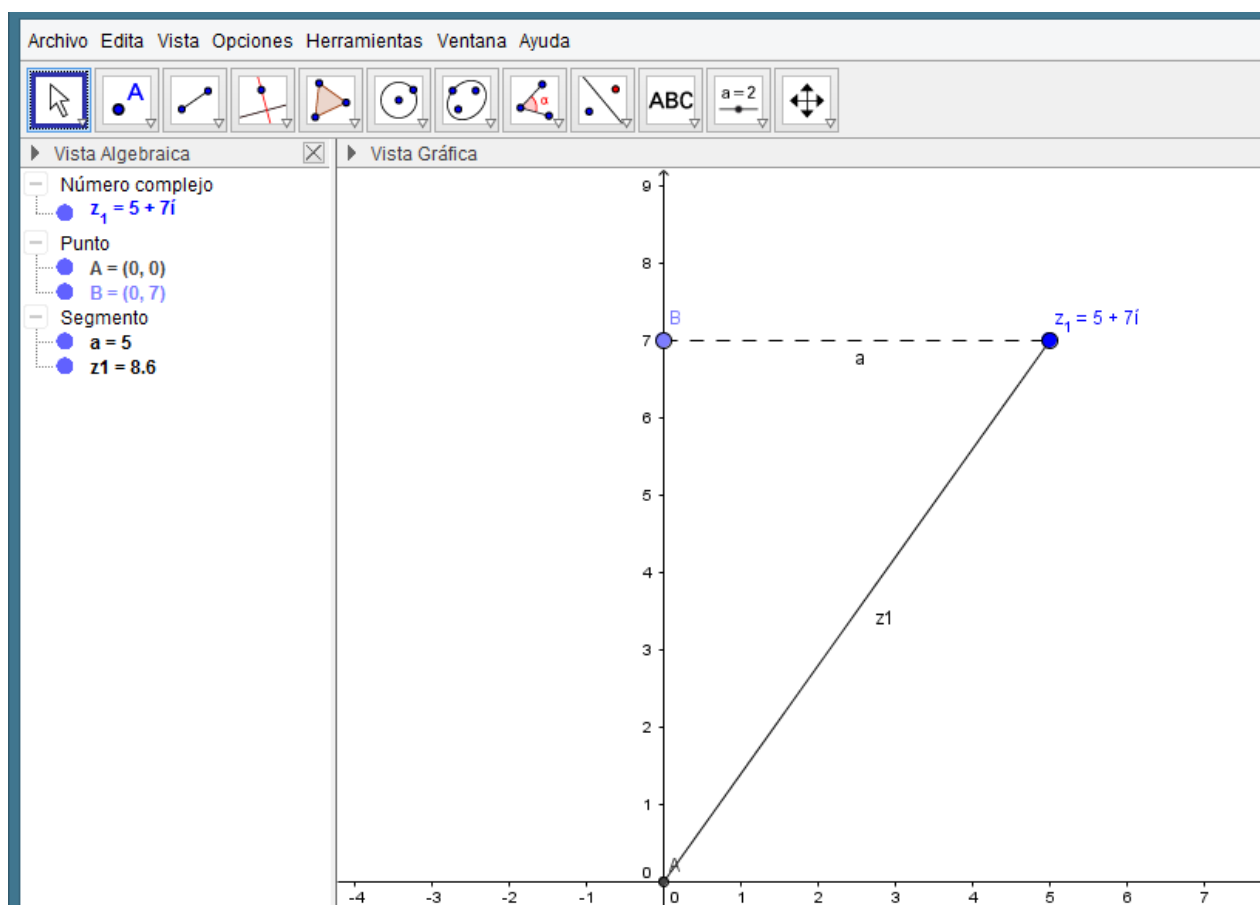 Archivo Edita Vista Opciones Herramientas Ventana Ayuda
A α ABC a=2
Vista Algebraica
Número complejo
z₁ = 5 + 7í
Punto
A = (0, 0)
B = (0, 7)
Segmento
a = 5
z1 = 8.6
Vista Gráfica
9
8
B z₁ = 5 + 7í
7
a
6
5
4
z1
3
2
1
0 A
-4 -3 -2 -1 0 1 2 3 4 5 6 7